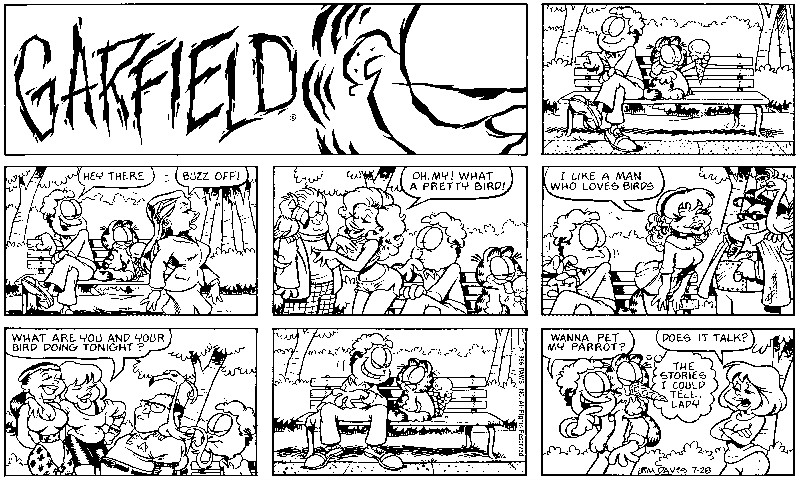 GARFIELD
®
HEY THERE
BUZZ OFF!
OH, MY! WHAT
A PRETTY BIRD!
I LIKE A MAN
WHO LOVES BIRDS
WHAT ARE YOU AND YOUR
BIRD DOING TONIGHT?
WANNA PET
MY PARROT?
DOES IT TALK?
THE
STORIES
I COULD
TELL,
LADY
JIM DAVIS 7-28